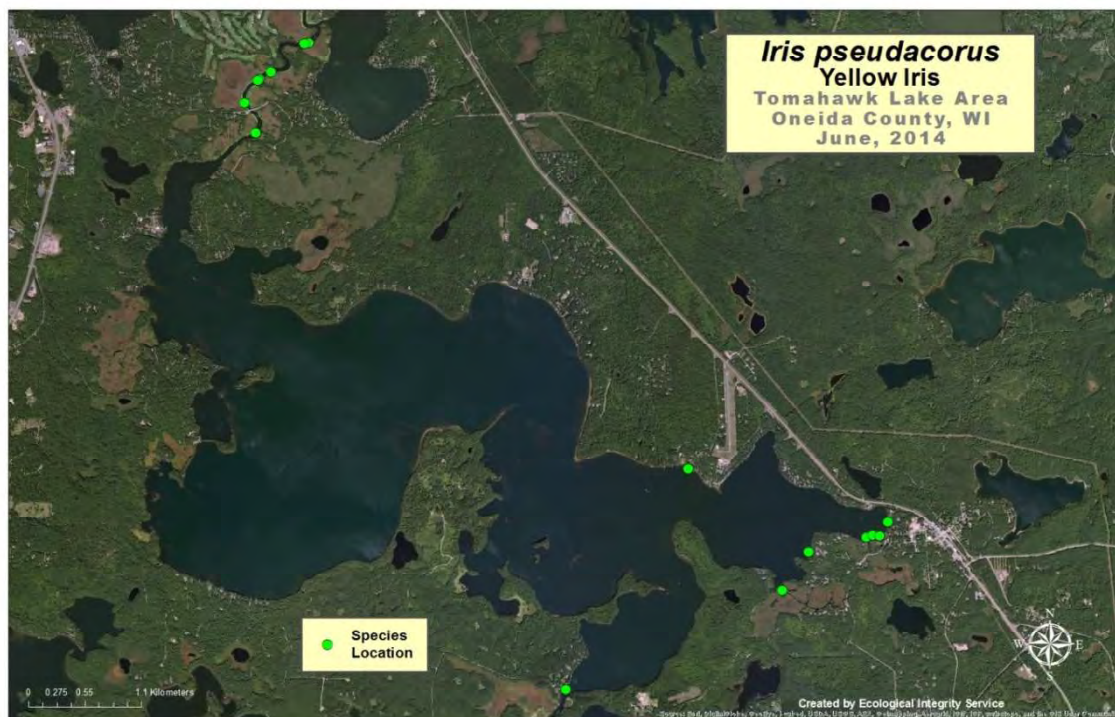 Iris pseudacorus
Yellow Iris
Tomahawk Lake Area
Oneida County, WI
June, 2014
Species
Location
N
W E
S
0 0.275 0.55 1.1 Kilometers
Created by Ecological Integrity Service